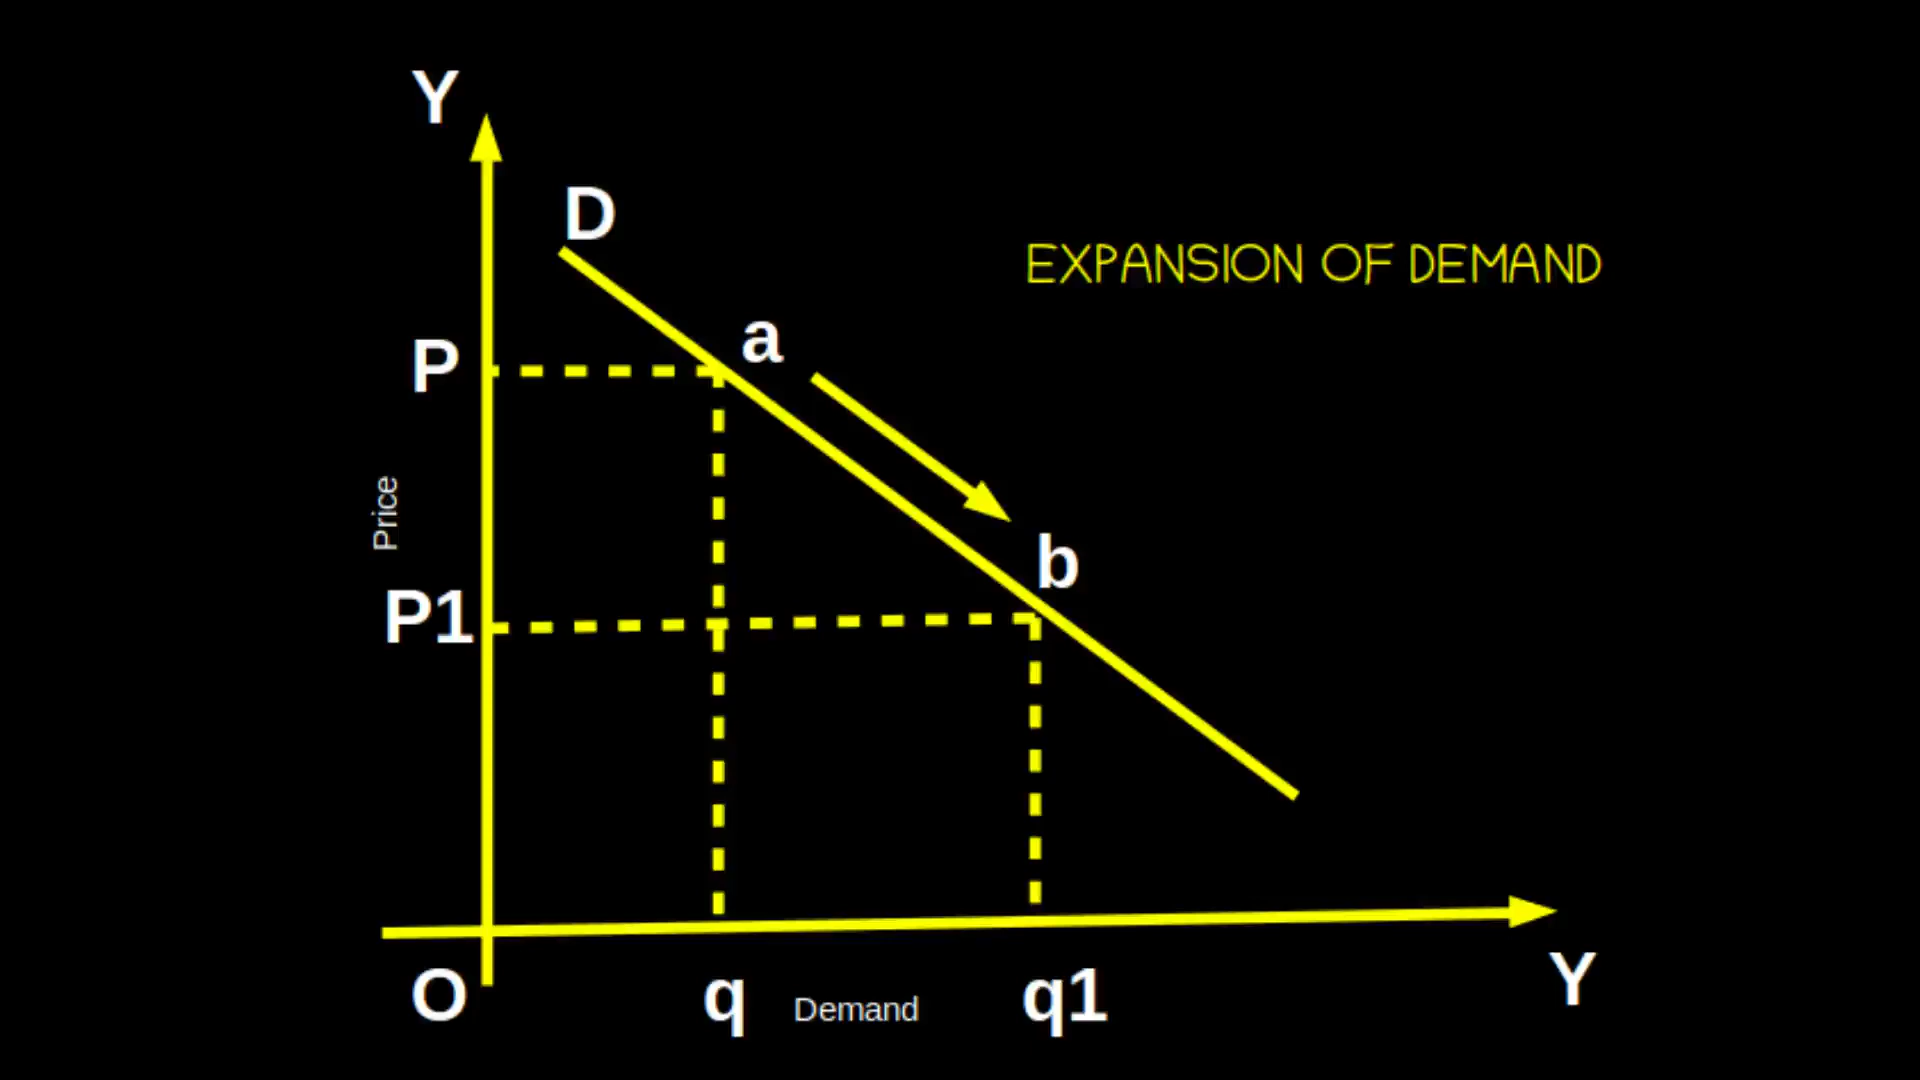 Y
D
EXPANSION OF DEMAND
a
P
Price
b
P1
O
q
Demand
q1
Y